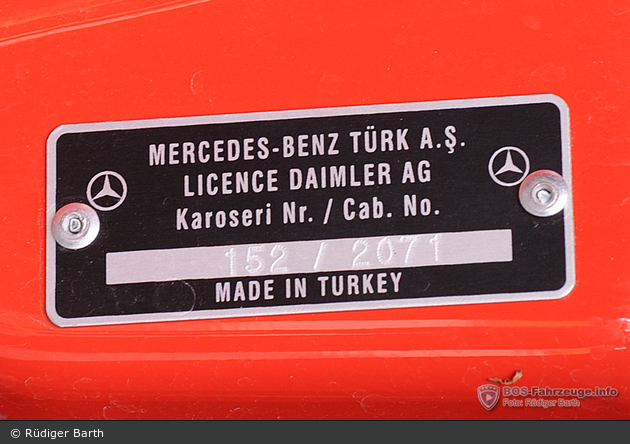 MERCEDES-BENZ TÜRK A.Ş.
LICENCE DAIMLER AG
Karoseri Nr. / Cab. No.
152 / 2071
MADE IN TURKEY
D
BOS-Fahrzeuge.info
Foto: Rüdiger Barth
© Rüdiger Barth